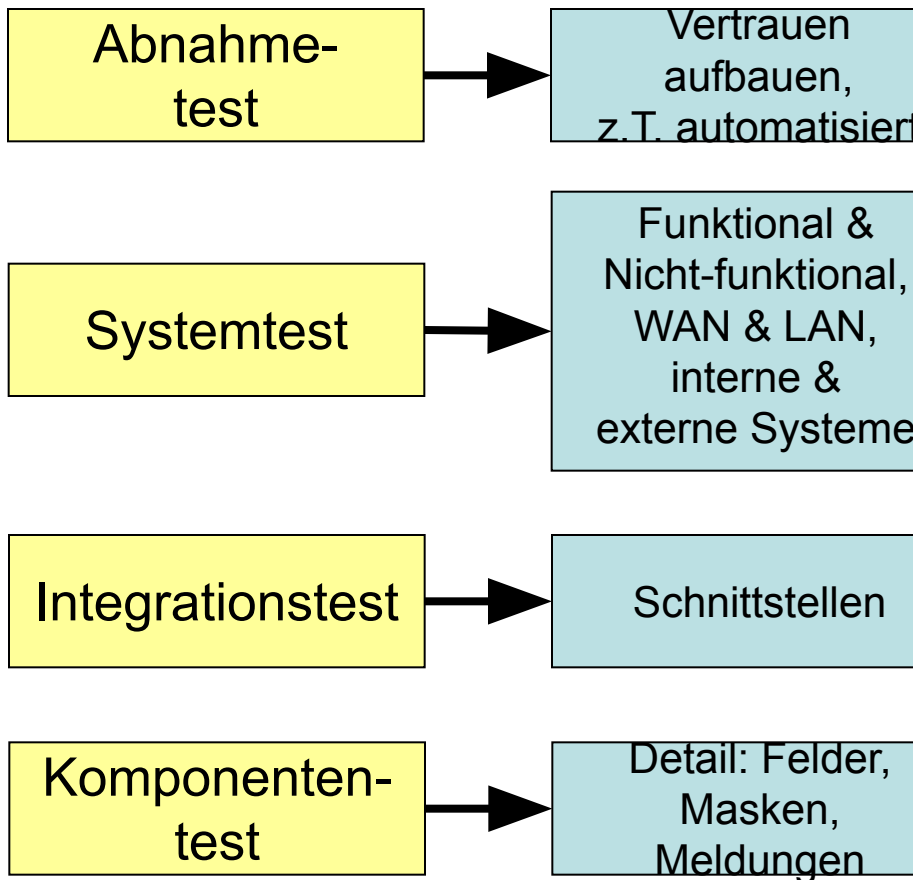 Abnahme-
test
Vertrauen
aufbauen,
z.T. automatisiert
Systemtest
Funktional &
Nicht-funktional,
WAN & LAN,
interne &
externe Systeme
Integrationstest
Schnittstellen
Komponenten-
test
Detail: Felder,
Masken,
Meldungen